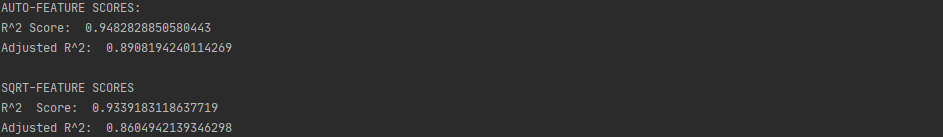 AUTO-FEATURE SCORES:
R^2 Score:  0.9482828850580443
Adjusted R^2:  0.8908194240114269

SQRT-FEATURE SCORES
R^2  Score:  0.9339183118637719
Adjusted R^2:  0.8604942139346298